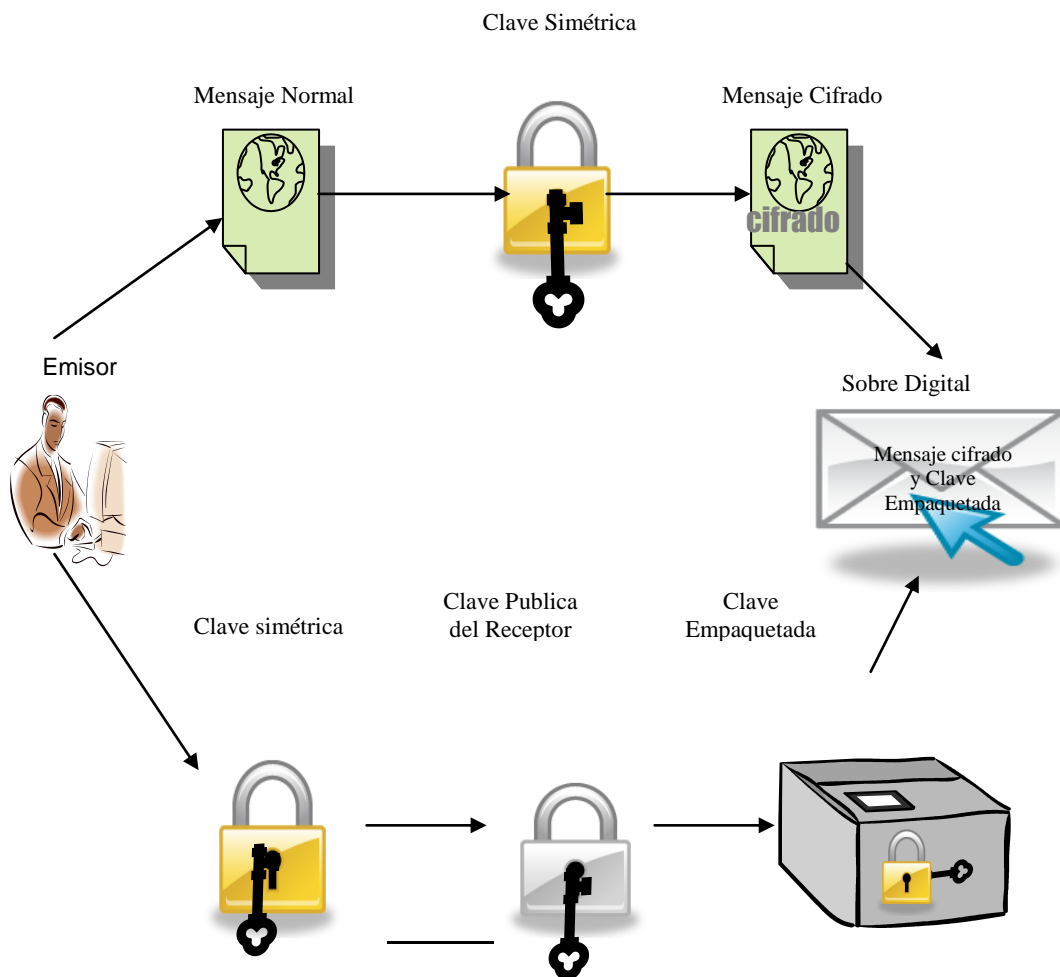 Clave Simétrica
Mensaje Normal
Mensaje Cifrado
cifrado
Emisor
Sobre Digital
Mensaje cifrado
y Clave
Empaquetada
Clave simétrica
Clave Publica
del Receptor
Clave
Empaquetada